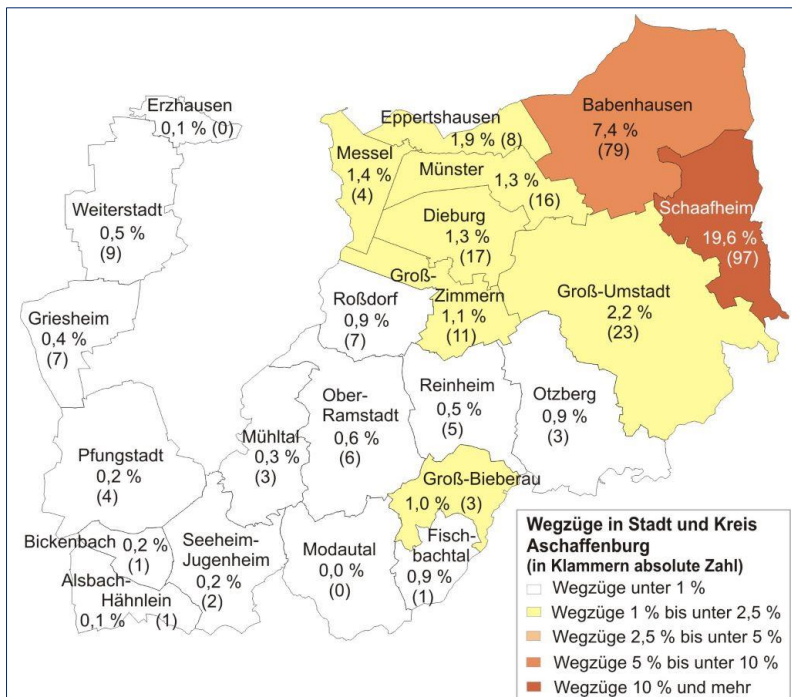 Erzhausen
0,1 % (0)
Eppertshausen
1,9 % (8)
Babenhausen
7,4 %
(79)
Messel
1,4 %
(4)
Münster
1,3 %
(16)
Schaafheim
19,6 %
(97)
Weiterstadt
0,5 %
(9)
Dieburg
1,3 %
(17)
Groß-
Zimmern
1,1 %
(11)
Groß-Umstadt
2,2 %
(23)
Roßdorf
0,9 %
(7)
Griesheim
0,4 %
(7)
Reinheim
0,5 %
(5)
Otzberg
0,9 %
(3)
Ober-
Ramstadt
0,6 %
(6)
Mühltal
0,3 %
(3)
Pfungstadt
0,2 %
(4)
Groß-Bieberau
1,0 % (3)
Bickenbach
0,2 %
(1)
Seeheim-
Jugenheim
0,2 %
(2)
Modautal
0,0 %
(0)
Fisch-
bachtal
0,9 %
(1)
Alsbach-
Hähnlein
0,1 % (1)
Wegzüge in Stadt und Kreis
Aschaffenburg
(in Klammern absolute Zahl)
Wegzüge unter 1 %
Wegzüge 1 % bis unter 2,5 %
Wegzüge 2,5 % bis unter 5 %
Wegzüge 5 % bis unter 10 %
Wegzüge 10 % und mehr